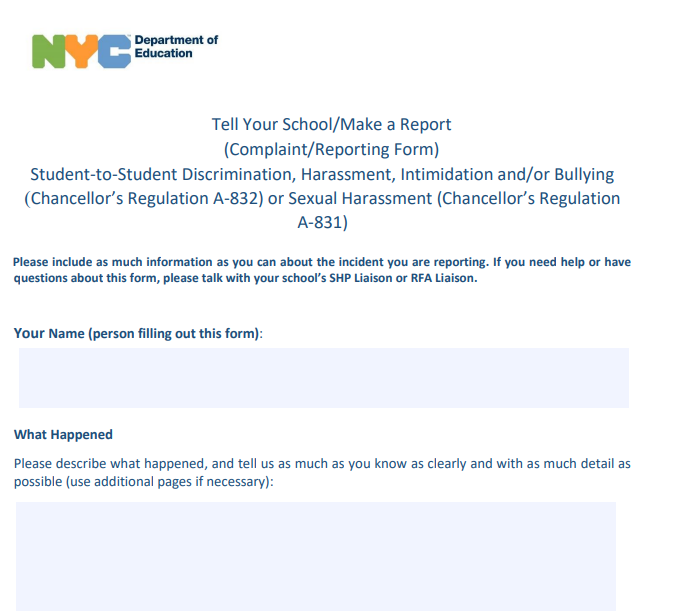 NYC Department of
Education
Tell Your School/Make a Report
(Complaint/Reporting Form)
Student-to-Student Discrimination, Harassment, Intimidation and/or Bullying
(Chancellor’s Regulation A-832) or Sexual Harassment (Chancellor’s Regulation
A-831)
Please include as much information as you can about the incident you are reporting. If you need help or have
questions about this form, please talk with your school’s SHP Liaison or RFA Liaison.
Your Name (person filling out this form):
What Happened
Please describe what happened, and tell us as much as you know as clearly and with as much detail as
possible (use additional pages if necessary):